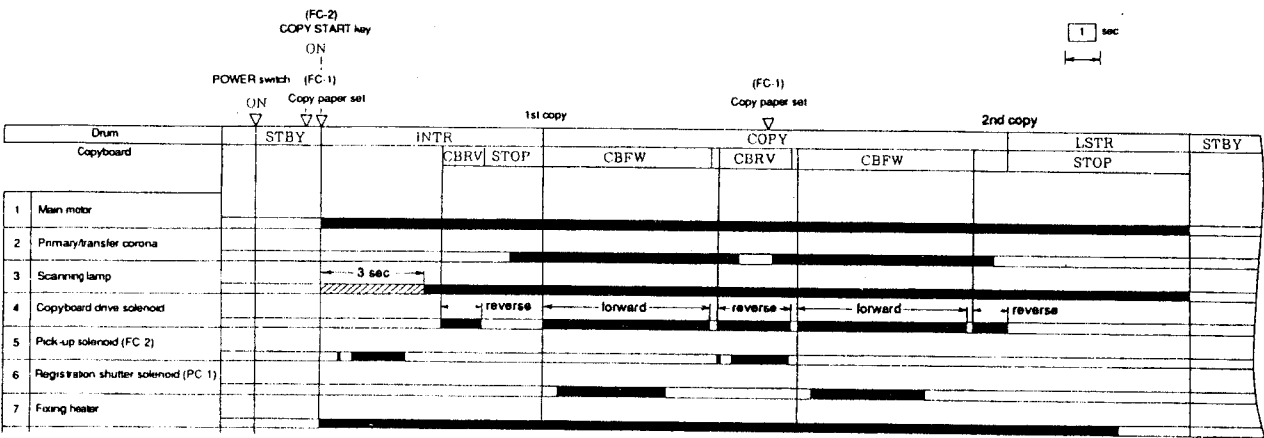 (FC-2)
COPY START key
ON
1 sec
POWER switch (FC-1)
ON Copy paper set
(FC-1)
Copy paper set
1st copy
2nd copy
Drum STBY INTR COPY LSTR STBY
Copyboard CBRV STOP CBFW CBRV CBFW STOP
1 Main motor
2 Primary/transfer corona
3 Scanning lamp 3 sec
4 Copyboard drive solenoid reverse forward reverse forward reverse
5 Pick-up solenoid (FC 2)
6 Registration shutter solenoid (PC 1)
7 Fixing heater